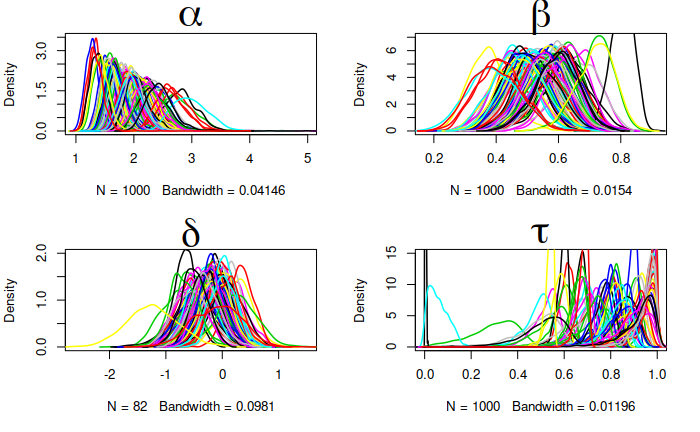 α
Density
0.0 1.5 3.0
1 2 3 4 5
N = 1000 Bandwidth = 0.04146
β
Density
0 2 4 6
0.2 0.4 0.6 0.8
N = 1000 Bandwidth = 0.0154
δ
Density
0.0 1.0 2.0
-2 -1 0 1
N = 82 Bandwidth = 0.0981
τ
Density
0 5 10 15
0.0 0.2 0.4 0.6 0.8 1.0
N = 1000 Bandwidth = 0.01196